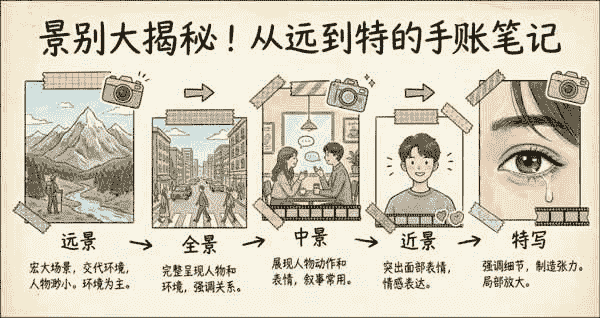 景别大揭秘！从远到特的手账笔记
远景
宏大场景，交代环境，
人物渺小。环境为主。
全景
完整呈现人物和
环境，强调关系。
中景
展现人物动作和
表情，叙事常用。
近景
突出面部表情，
情感表达。
特写
强调细节，制造张力。
局部放大。